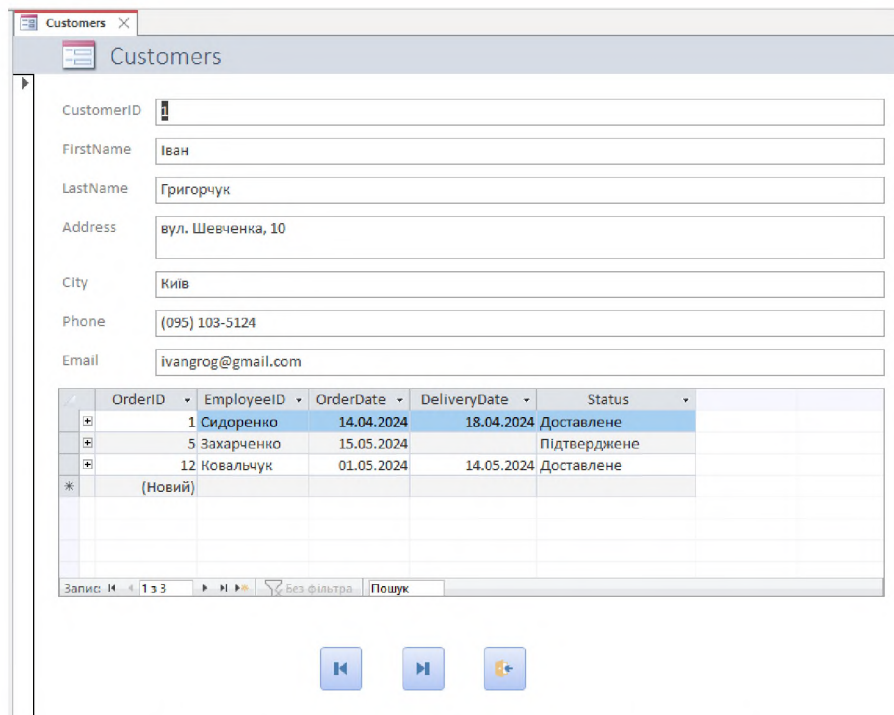 Customers
Customers
CustomerID 1
FirstName Іван
LastName Григорчук
Address вул. Шевченка, 10
City Київ
Phone (095) 103-5124
Email ivangrog@gmail.com
OrderID EmployeeID OrderDate DeliveryDate Status
1 Сидоренко 14.04.2024 18.04.2024 Доставлене
5 Захарченко 15.05.2024 Підтверджене
12 Ковальчук 01.05.2024 14.05.2024 Доставлене
(Новий)
Запис: 1 з 3 Без фільтра Пошук